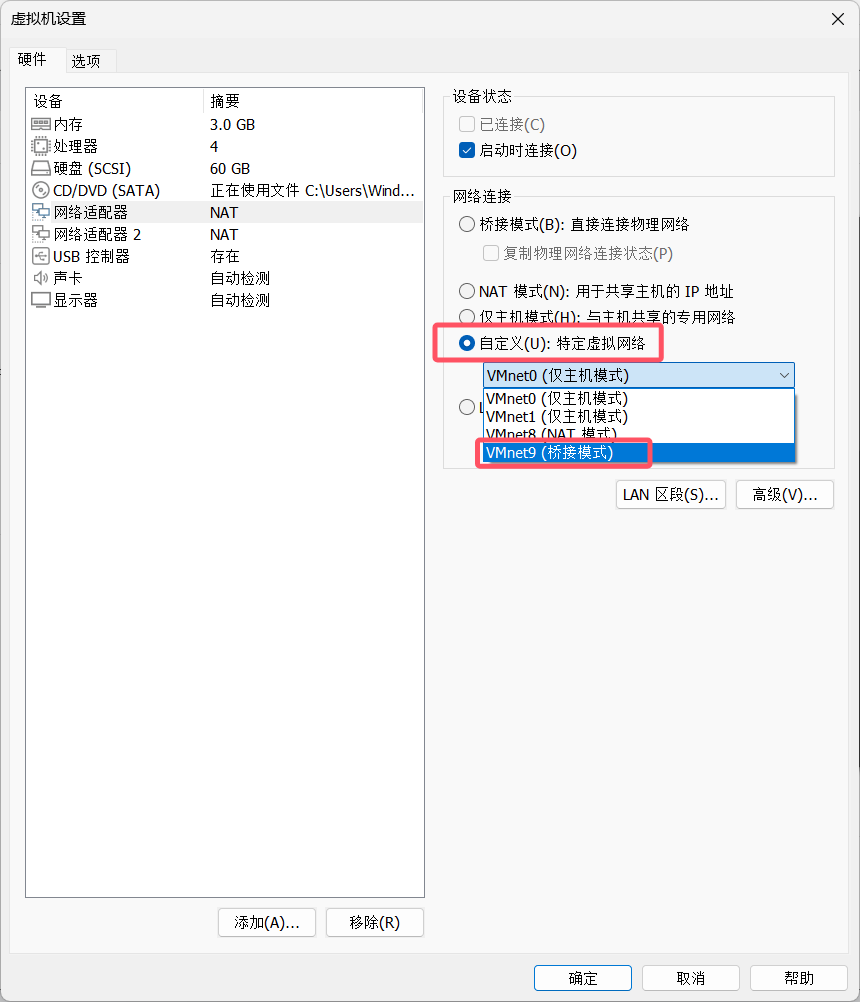 虚拟机设置
硬件 选项
设备 摘要
内存 3.0 GB
处理器 4
硬盘 (SCSI) 60 GB
CD/DVD (SATA) 正在使用文件 C:\Users\Wind...
网络适配器 NAT
网络适配器 2 NAT
USB 控制器 存在
声卡 自动检测
显示器 自动检测
添加(A)... 移除(R)
设备状态
已连接(C)
启动时连接(O)
网络连接
桥接模式(B): 直接连接物理网络
复制物理网络连接状态(P)
NAT 模式(N): 用于共享主机的 IP 地址
仅主机模式(H): 与主机共享的专用网络
自定义(U): 特定虚拟网络
VMnet0 (仅主机模式)
VMnet0 (仅主机模式)
VMnet1 (仅主机模式)
VMnet8 (NAT 模式)
VMnet9 (桥接模式)
LAN 区段(S)... 高级(V)...
确定 取消 帮助